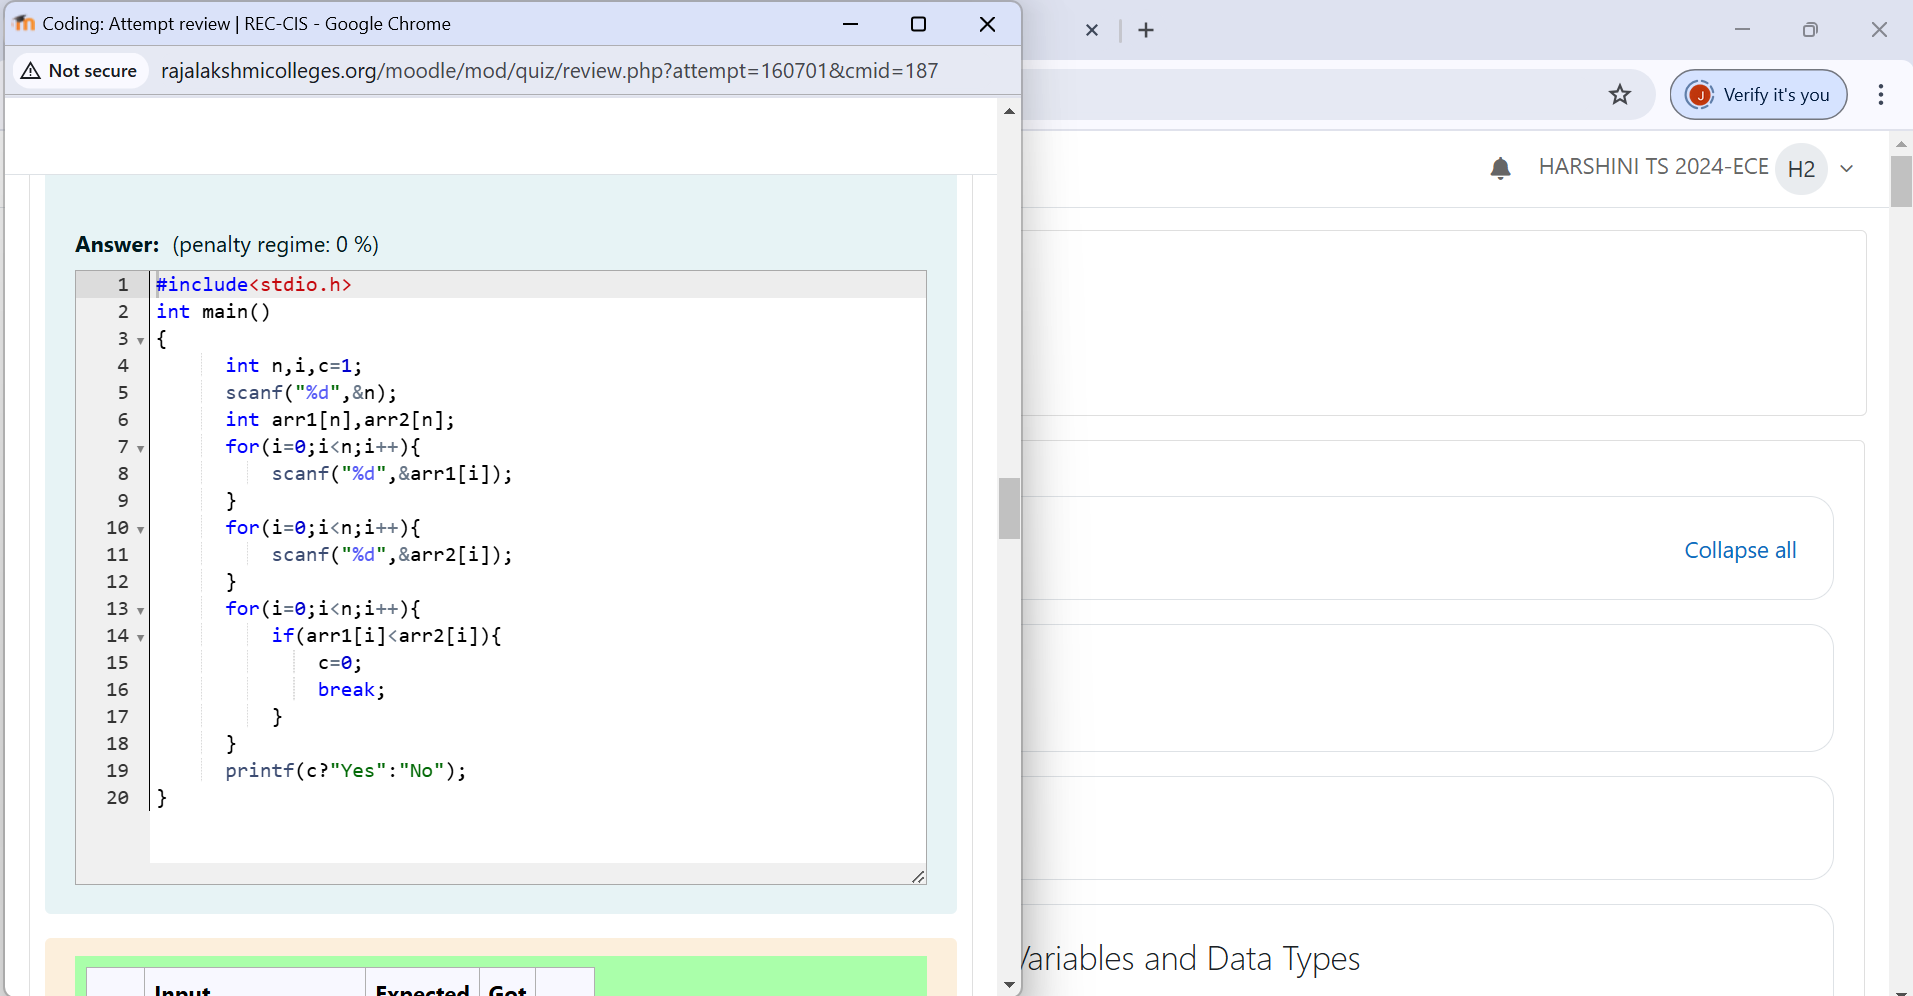 Coding: Attempt review | REC-CIS - Google Chrome
Not secure
rajalakshmicolleges.org/moodle/mod/quiz/review.php?attempt=160701&cmid=187
J
Verify it's you
HARSHINI TS 2024-ECE
H2
Answer: (penalty regime: 0 %)
1 #include<stdio.h>
2 int main()
3 {
4 int n,i,c=1;
5 scanf("%d",&n);
6 int arr1[n],arr2[n];
7 for(i=0;i<n;i++){
8 scanf("%d",&arr1[i]);
9 }
10 for(i=0;i<n;i++){
11 scanf("%d",&arr2[i]);
12 }
13 for(i=0;i<n;i++){
14 if(arr1[i]<arr2[i]){
15 c=0;
16 break;
17 }
18 }
19 printf(c?"Yes":"No");
20 }
Input Expected Got
Collapse all
Variables and Data Types